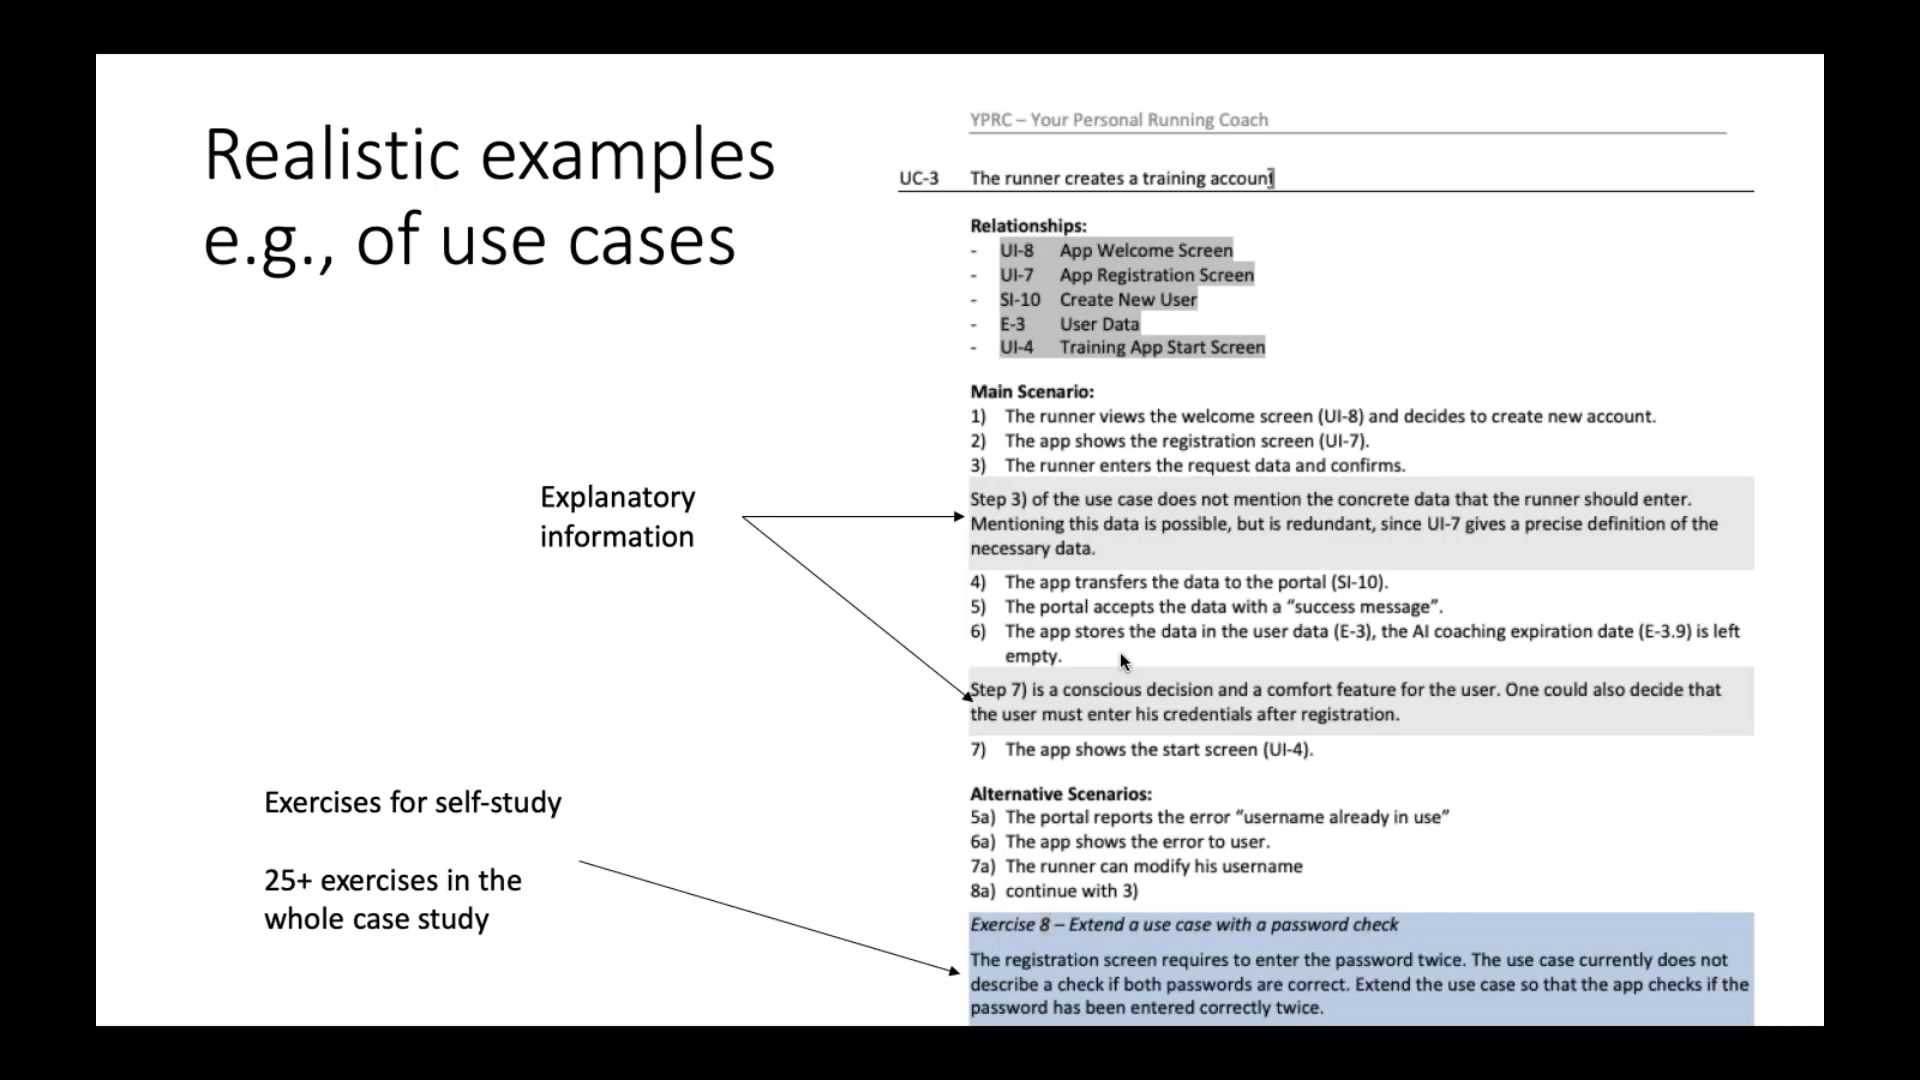 Realistic examples
e.g., of use cases
Explanatory
information
Exercises for self-study
25+ exercises in the
whole case study
YPRC – Your Personal Running Coach
UC-3 The runner creates a training account
Relationships:
- UI-8 App Welcome Screen
- UI-7 App Registration Screen
- SI-10 Create New User
- E-3 User Data
- UI-4 Training App Start Screen
Main Scenario:
1) The runner views the welcome screen (UI-8) and decides to create new account.
2) The app shows the registration screen (UI-7).
3) The runner enters the request data and confirms.
Step 3) of the use case does not mention the concrete data that the runner should enter.
Mentioning this data is possible, but is redundant, since UI-7 gives a precise definition of the
necessary data.
4) The app transfers the data to the portal (SI-10).
5) The portal accepts the data with a “success message”.
6) The app stores the data in the user data (E-3), the AI coaching expiration date (E-3.9) is left
empty.
Step 7) is a conscious decision and a comfort feature for the user. One could also decide that
the user must enter his credentials after registration.
7) The app shows the start screen (UI-4).
Alternative Scenarios:
5a) The portal reports the error “username already in use”
6a) The app shows the error to user.
7a) The runner can modify his username
8a) continue with 3)
Exercise 8 – Extend a use case with a password check
The registration screen requires to enter the password twice. The use case currently does not
describe a check if both passwords are correct. Extend the use case so that the app checks if the
password has been entered correctly twice.